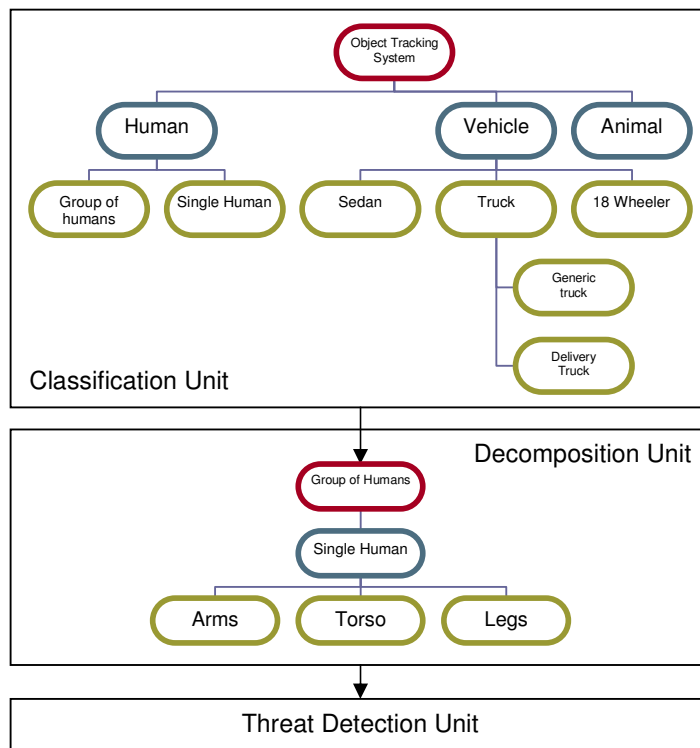 Object Tracking
System
Human
Vehicle
Animal
Group of
humans
Single Human
Sedan
Truck
18 Wheeler
Generic
truck
Delivery
Truck
Classification Unit
Decomposition Unit
Group of Humans
Single Human
Arms
Torso
Legs
Threat Detection Unit